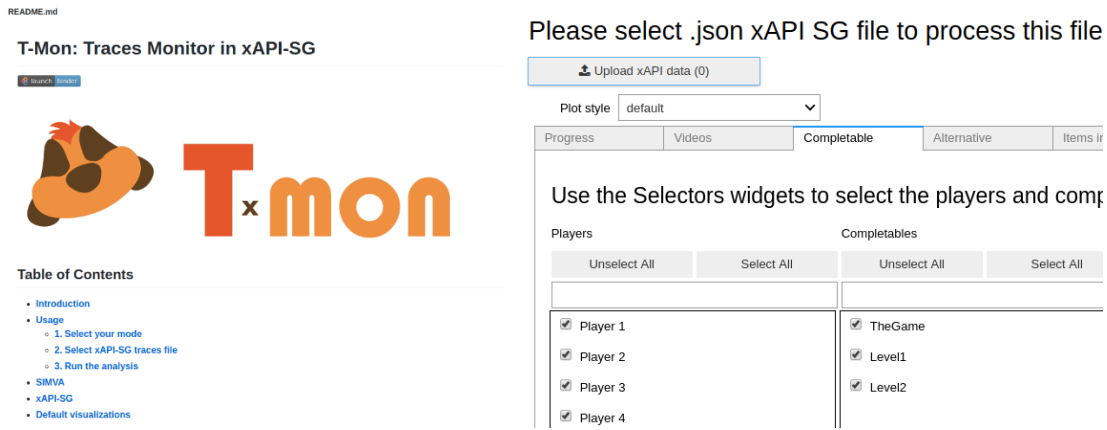 README.md
T-Mon: Traces Monitor in xAPI-SG
launch binder
TxmOn
Table of Contents
Introduction
Usage
1. Select your mode
2. Select xAPI-SG traces file
3. Run the analysis
SIMVA
xAPI-SG
Default visualizations
Please select .json xAPI SG file to process this file
Upload xAPI data (0)
Plot style default
Progress Videos Completable Alternative Items in
Use the Selectors widgets to select the players and comp
Players Completables
Unselect All Select All Unselect All Select All
Player 1 TheGame
Player 2 Level1
Player 3 Level2
Player 4